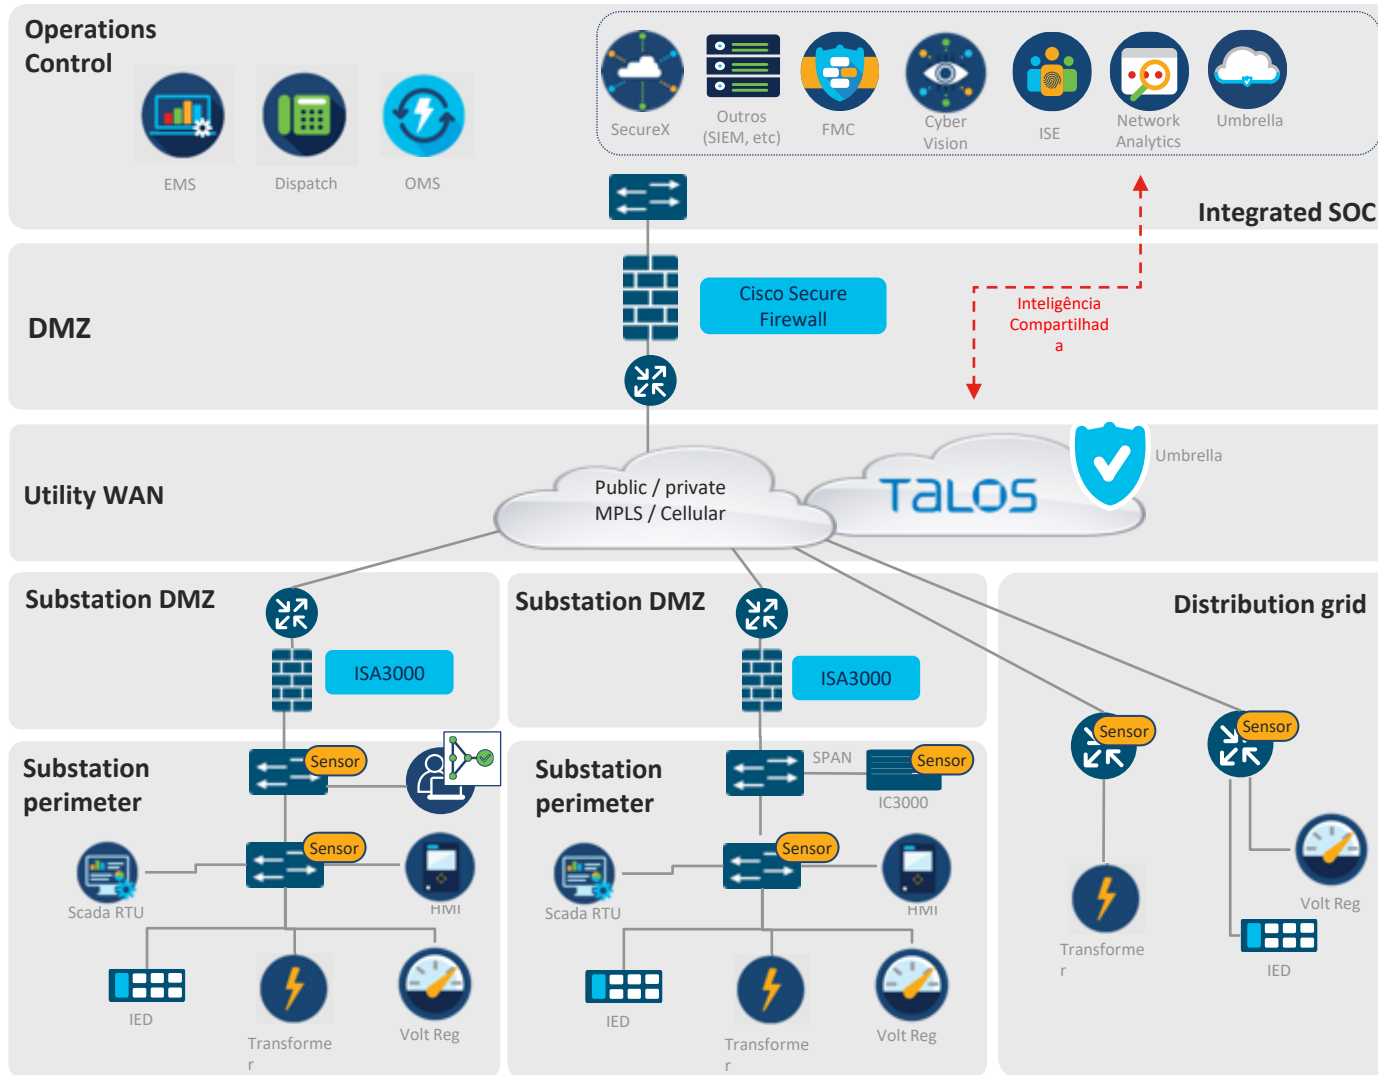 Operations
Control
EMS
Dispatch
OMS
SecureX
Outros
(SIEM, etc)
FMC
Cyber
Vision
ISE
Network
Analytics
Umbrella
Integrated SOC
DMZ
Cisco Secure
Firewall
Inteligência
Compartilhad
a
Utility WAN
Public / private
MPLS / Cellular
TALOS
Umbrella
Substation DMZ
ISA3000
Substation DMZ
ISA3000
Distribution grid
Sensor
Sensor
Transforme
r
Volt Reg
IED
Substation
perimeter
Sensor
Sensor
Scada RTU
HMI
IED
Transforme
r
Volt Reg
Substation
perimeter
SPAN
Sensor
IC3000
Sensor
Scada RTU
HMI
IED
Transforme
r
Volt Reg